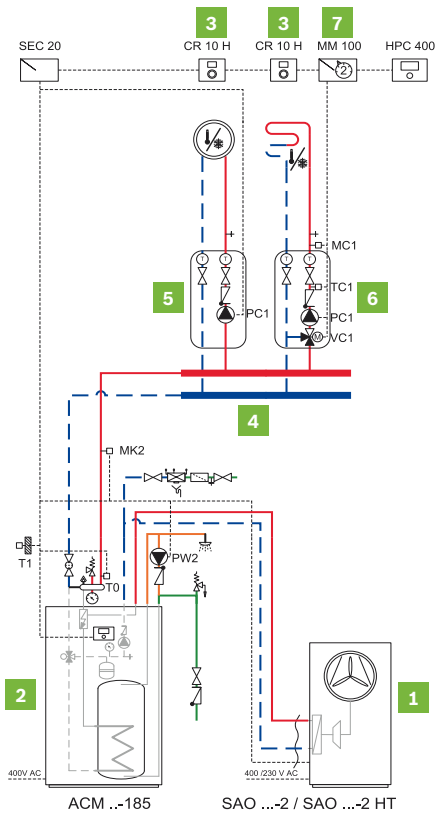 3
3
7
SEC 20
CR 10 H
CR 10 H
MM 100
HPC 400
2
MC1
T
T
T
T
TC1
5
6
PC1
PC1
M
VC1
4
MK2
T1
PW2
T0
2
1
400V AC
400 /230 V AC
ACM ..-185
SAO ...-2 / SAO ...-2 HT